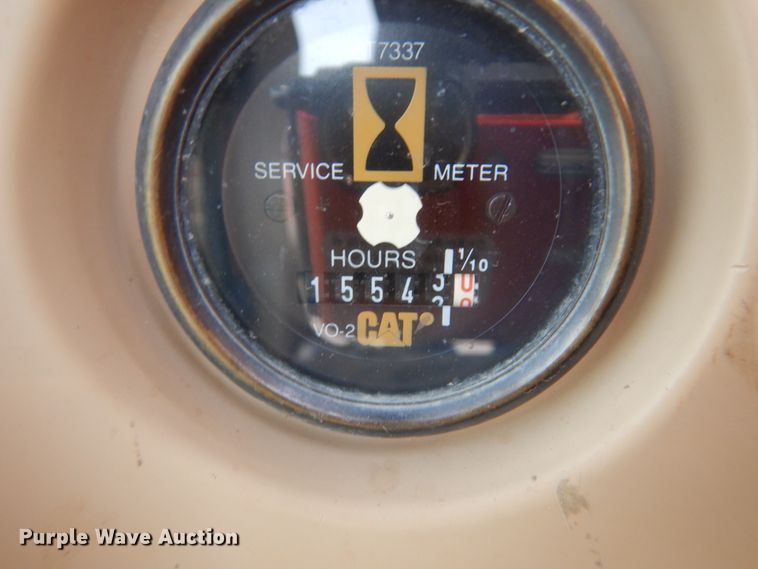 7337
SERVICE METER
HOURS 1/10
1554
VO-2 CAT
Purple Wave Auction